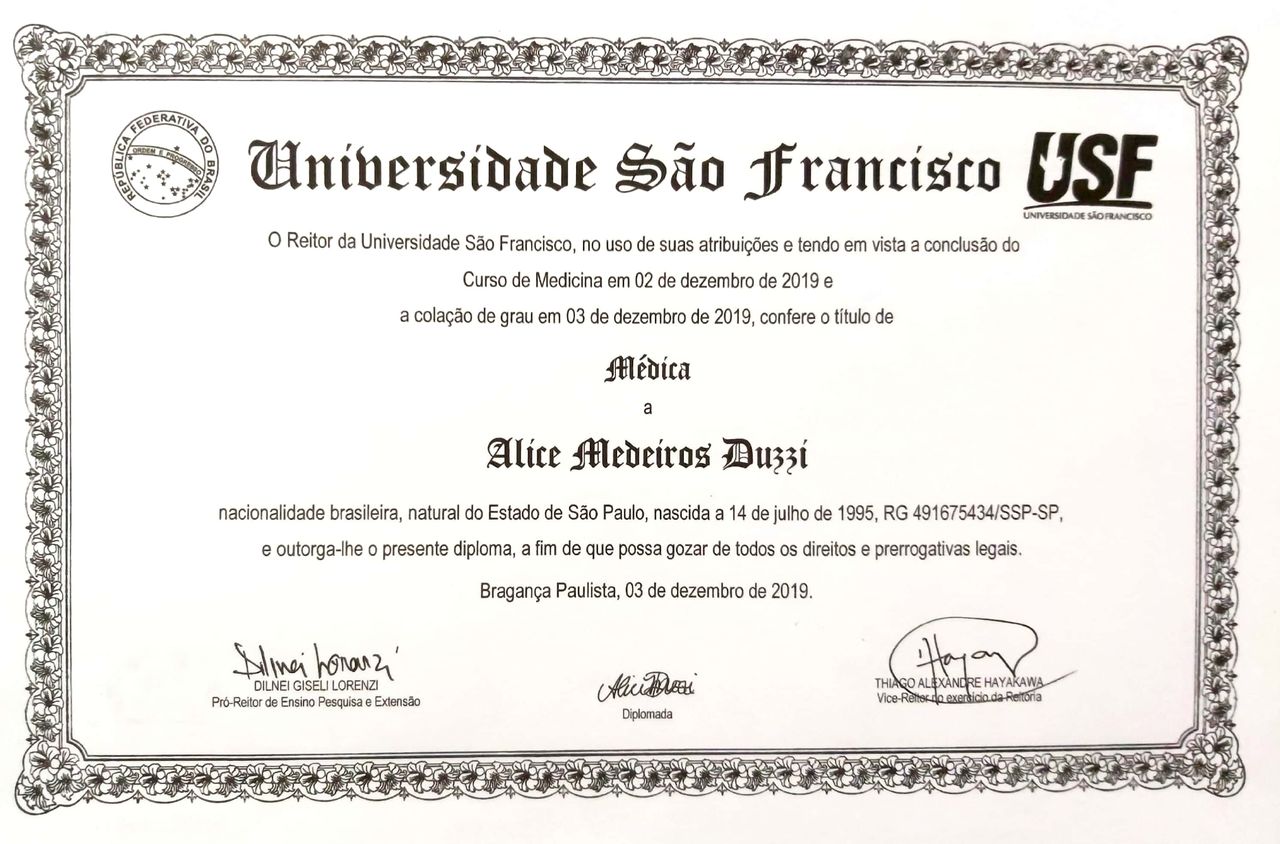 REPÚBLICA FEDERATIVA DO BRASIL
ORDEM E PROGRESSO
Universidade São Francisco
USF
UNIVERSIDADE SÃO FRANCISCO
O Reitor da Universidade São Francisco, no uso de suas atribuições e tendo em vista a conclusão do
Curso de Medicina em 02 de dezembro de 2019 e
a colação de grau em 03 de dezembro de 2019, confere o título de
Médica
a
Alice Medeiros Duzzi
nacionalidade brasileira, natural do Estado de São Paulo, nascida a 14 de julho de 1995, RG 491675434/SSP-SP,
e outorga-lhe o presente diploma, a fim de que possa gozar de todos os direitos e prerrogativas legais.
Bragança Paulista, 03 de dezembro de 2019.
Dilnei Lorenzi
DILNEI GISELI LORENZI
Pró-Reitor de Ensino Pesquisa e Extensão
Alice Duzzi
Diplomada
THIAGO ALEXANDRE HAYAKAWA
Vice-Reitor no exercício da Reitoria